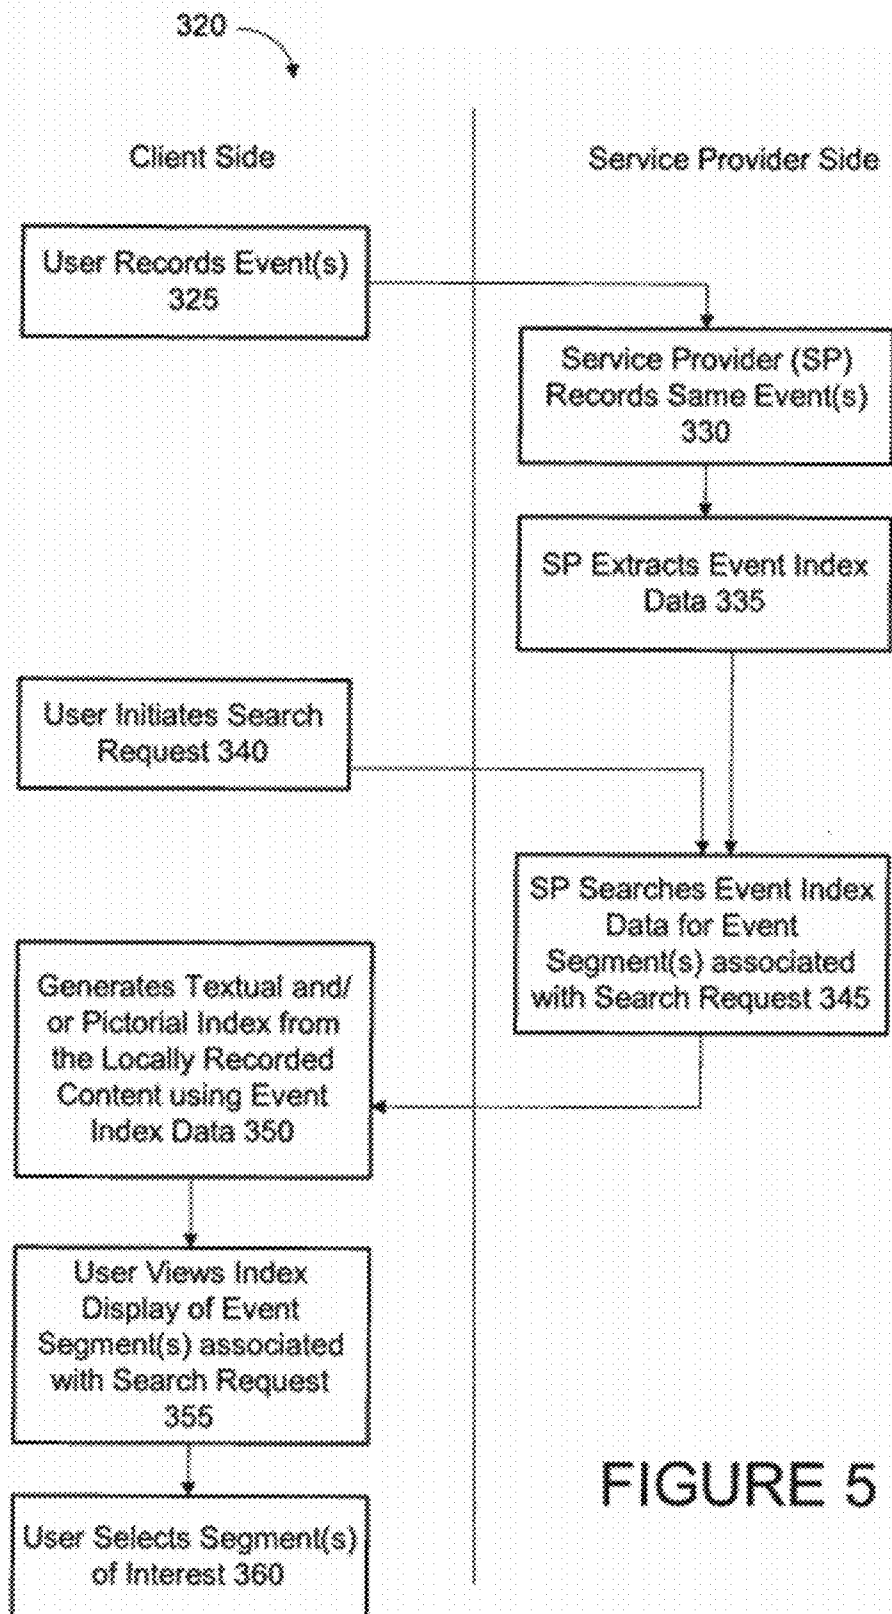 320
Client Side
Service Provider Side
User Records Event(s)
325
Service Provider (SP)
Records Same Event(s)
330
SP Extracts Event Index
Data 335
User Initiates Search
Request 340
SP Searches Event Index
Data for Event
Segment(s) associated
with Search Request 345
Generates Textual and/
or Pictorial Index from
the Locally Recorded
Content using Event
Index Data 350
User Views Index
Display of Event
Segment(s) associated
with Search Request
355
User Selects Segment(s)
of Interest 360
FIGURE 5